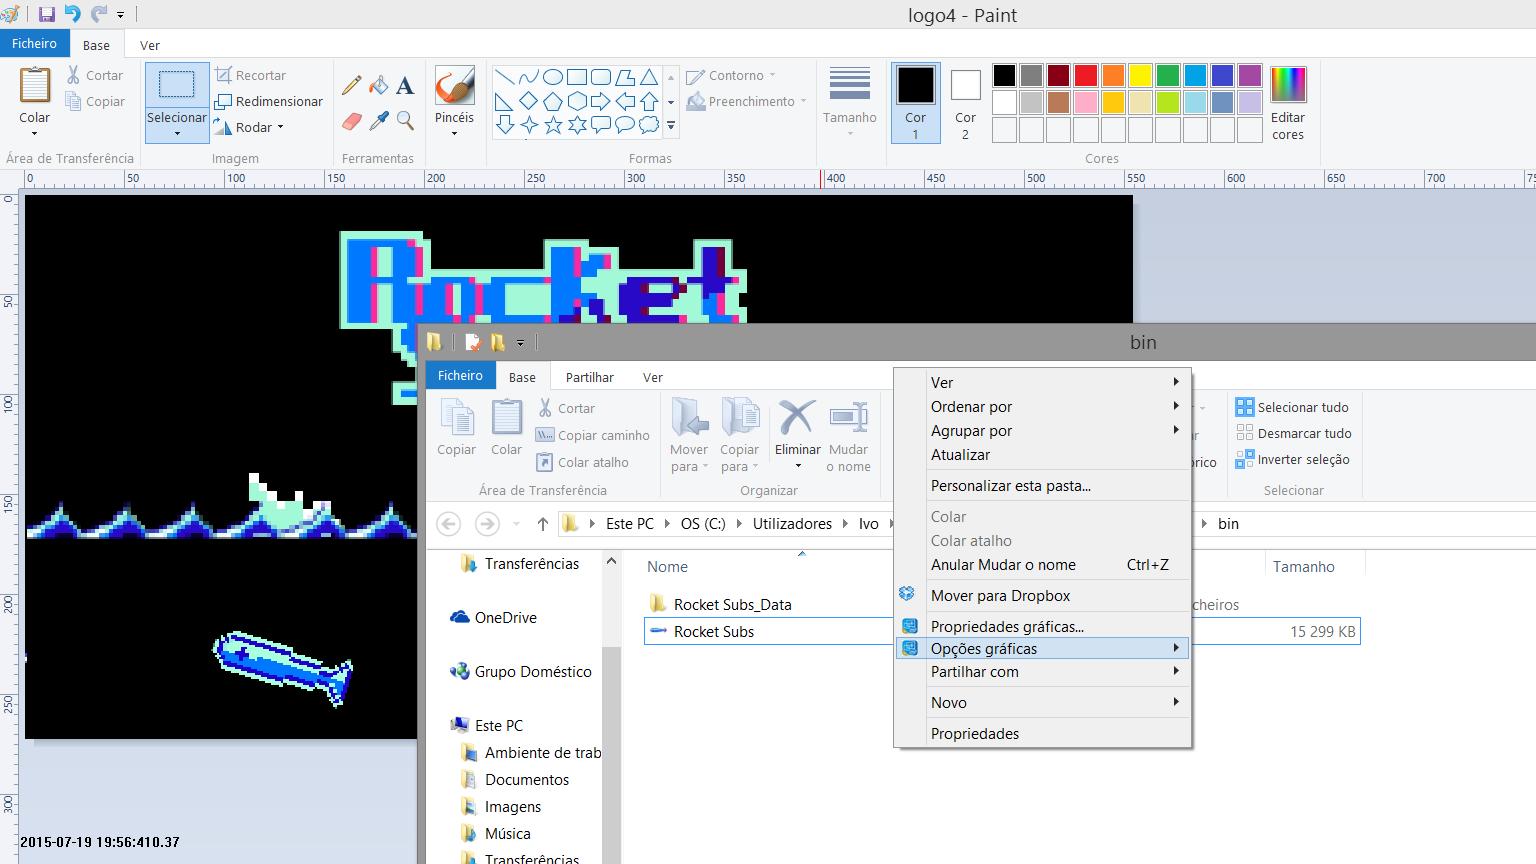 logo4 - Paint
Ficheiro Base Ver
Colar Cortar Copiar Selecionar Recortar Redimensionar Rodar A Pincéis Contorno Preenchimento Tamanho Cor 1 Cor 2 Editar cores
Área de Transferência Imagem Ferramentas Formas Cores
0 50 100 150 200 250 300 350 400 450 500 550 600 650 700
0
50
100
150
200
250
300
Rocket
bin
Ficheiro Base Partilhar Ver
Copiar Colar Cortar Copiar caminho Colar atalho Mover para Copiar para Eliminar Mudar o nome Selecionar tudo Desmarcar tudo Inverter seleção
Área de Transferência Organizar Selecionar
Este PC OS (C:) Utilizadores Ivo bin
Transferências
OneDrive
Grupo Doméstico
Este PC
Ambiente de trab
Documentos
Imagens
Música
Transferências
Nome Tamanho
Rocket Subs_Data
Rocket Subs 15 299 KB
Ver
Ordenar por
Agrupar por
Atualizar
Personalizar esta pasta...
Colar
Colar atalho
Anular Mudar o nome Ctrl+Z
Mover para Dropbox
Propriedades gráficas...
Opções gráficas
Partilhar com
Novo
Propriedades
2015-07-19 19:56:410.37